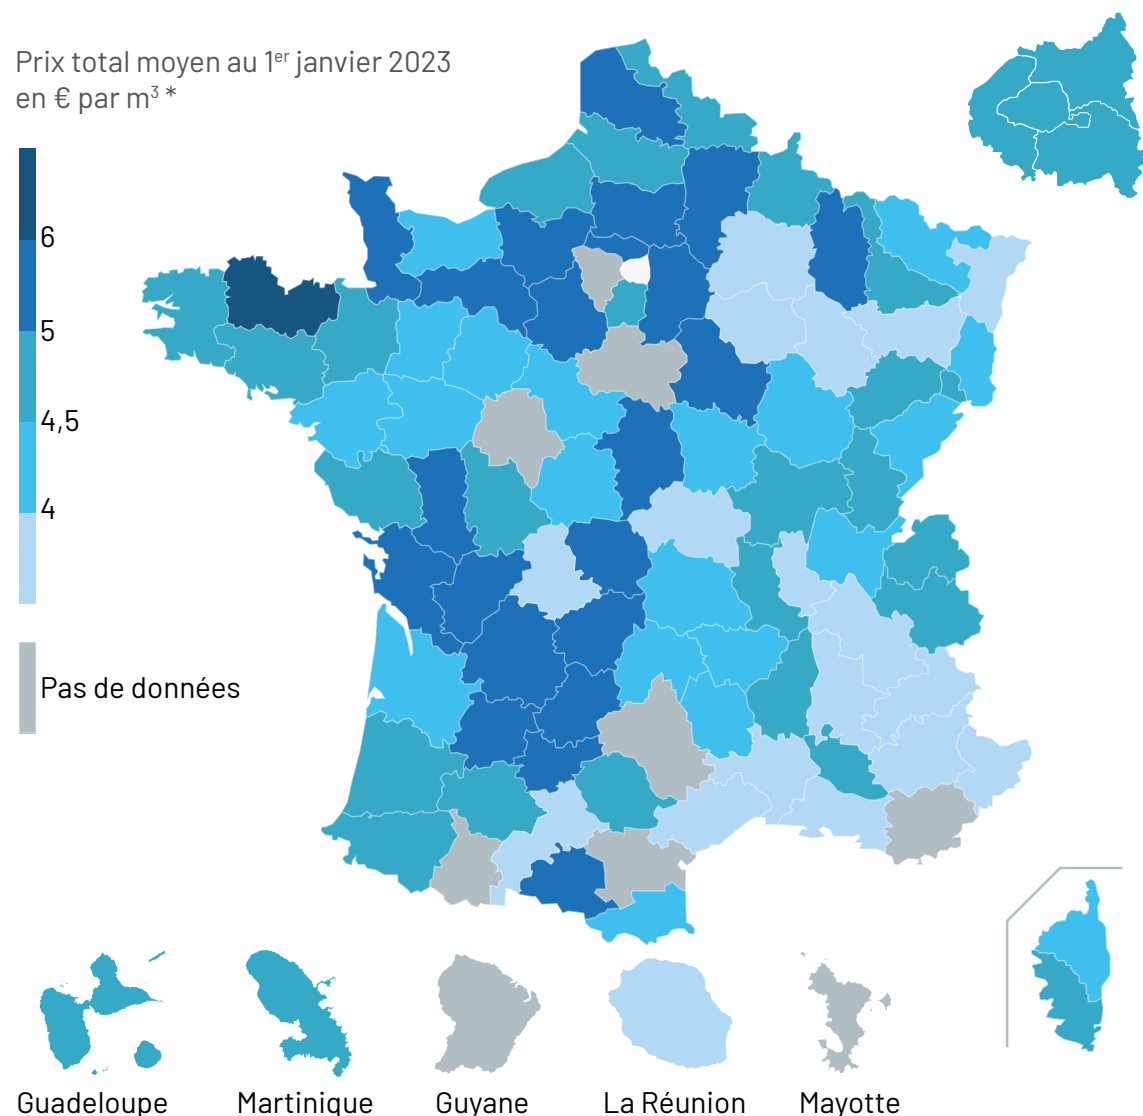 Prix total moyen au 1er janvier 2023
en € par m³ *
6
5
4,5
4
Pas de données
Guadeloupe
Martinique
Guyane
La Réunion
Mayotte